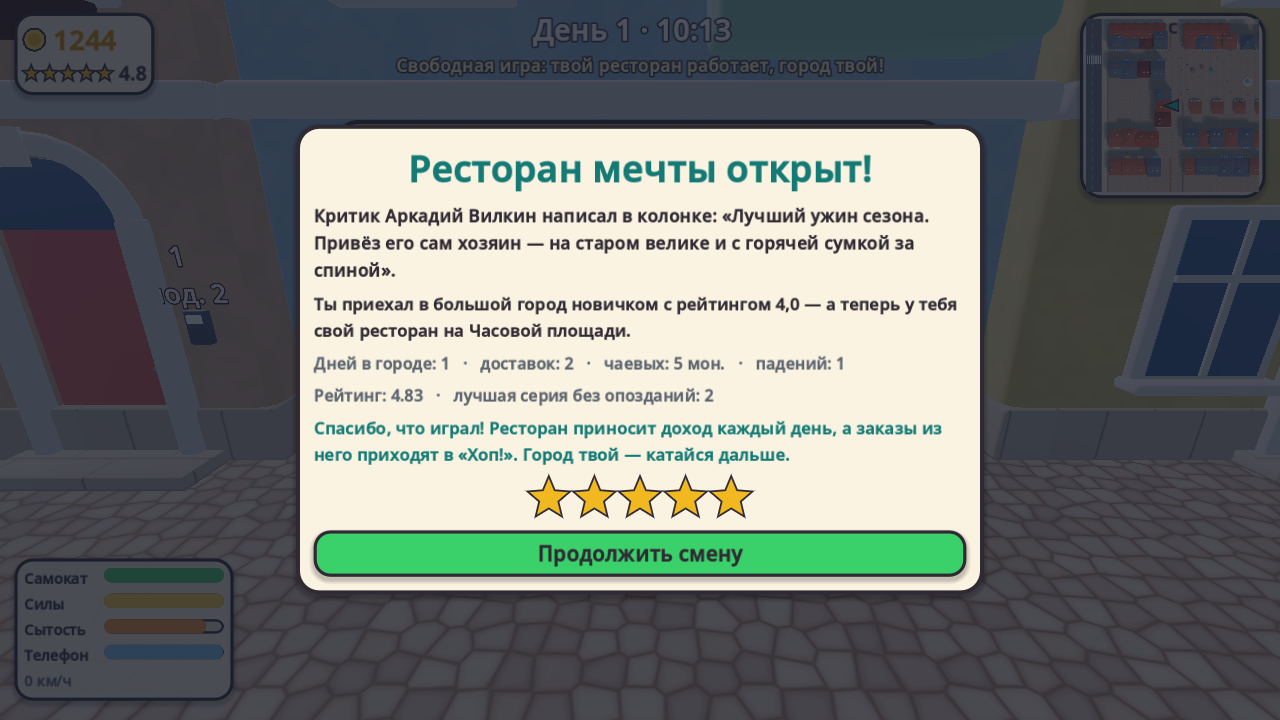 1244
4.8
День 1 · 10:13
Свободная игра: твой ресторан работает, город твой!
С
Ресторан мечты открыт!
Критик Аркадий Вилкин написал в колонке: «Лучший ужин сезона.
Привёз его сам хозяин — на старом велике и с горячей сумкой за
спиной».
Ты приехал в большой город новичком с рейтингом 4,0 — а теперь у тебя
свой ресторан на Часовой площади.
Дней в городе: 1 · доставок: 2 · чаевых: 5 мон. · падений: 1
Рейтинг: 4.83 · лучшая серия без опозданий: 2
Спасибо, что играл! Ресторан приносит доход каждый день, а заказы из
него приходят в «Хоп!». Город твой — катайся дальше.
Продолжить смену
1
од. 2
Самокат
Силы
Сытость
Телефон
0 км/ч